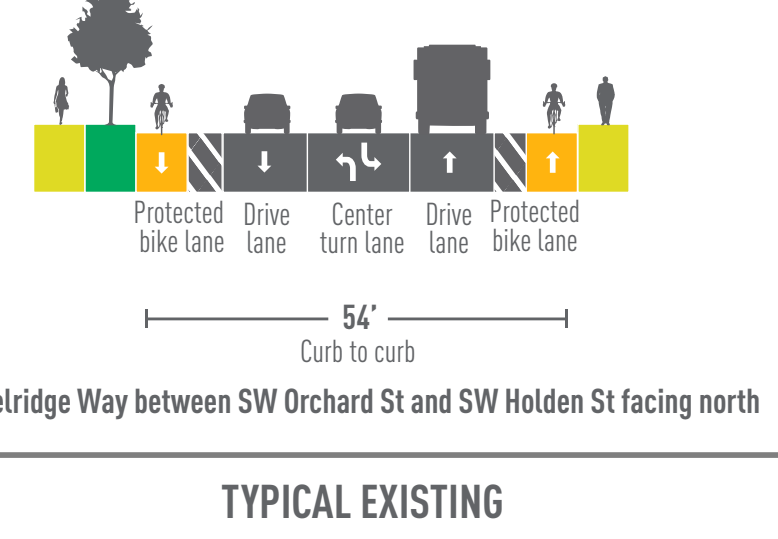 Protected bike lane
Drive lane
Center turn lane
Drive lane
Protected bike lane
54'
Curb to curb
elridge Way between SW Orchard St and SW Holden St facing north
TYPICAL EXISTING